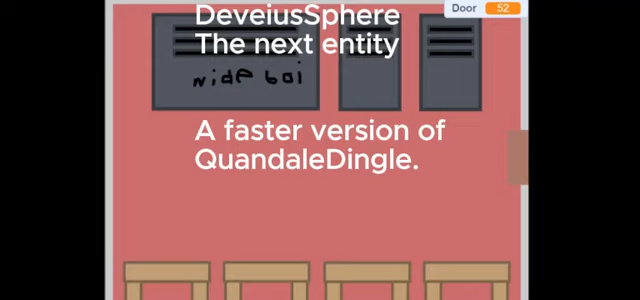 DeveiusSphere
Door 52
The next entity
wide boi
A faster version of
QuandaleDingle.